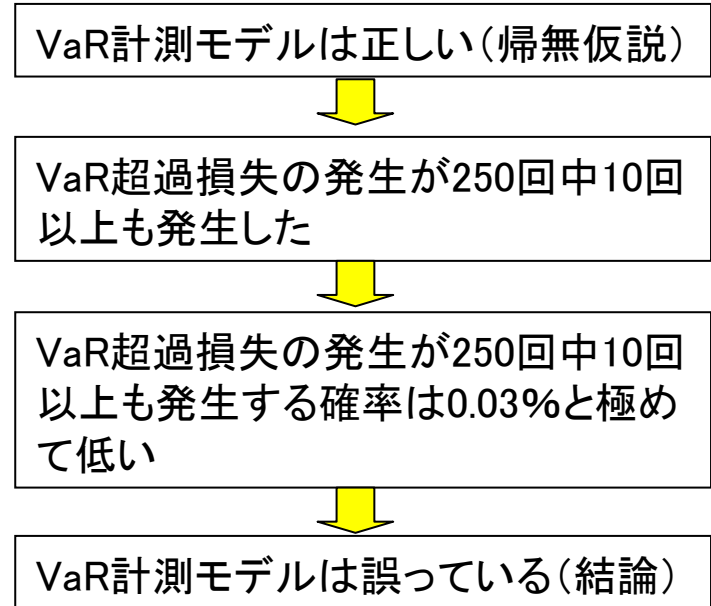 VaR計測モデルは正しい（帰無仮説）
VaR超過損失の発生が250回中10回
以上も発生した
VaR超過損失の発生が250回中10回
以上も発生する確率は0.03%と極め
て低い
VaR計測モデルは誤っている（結論）